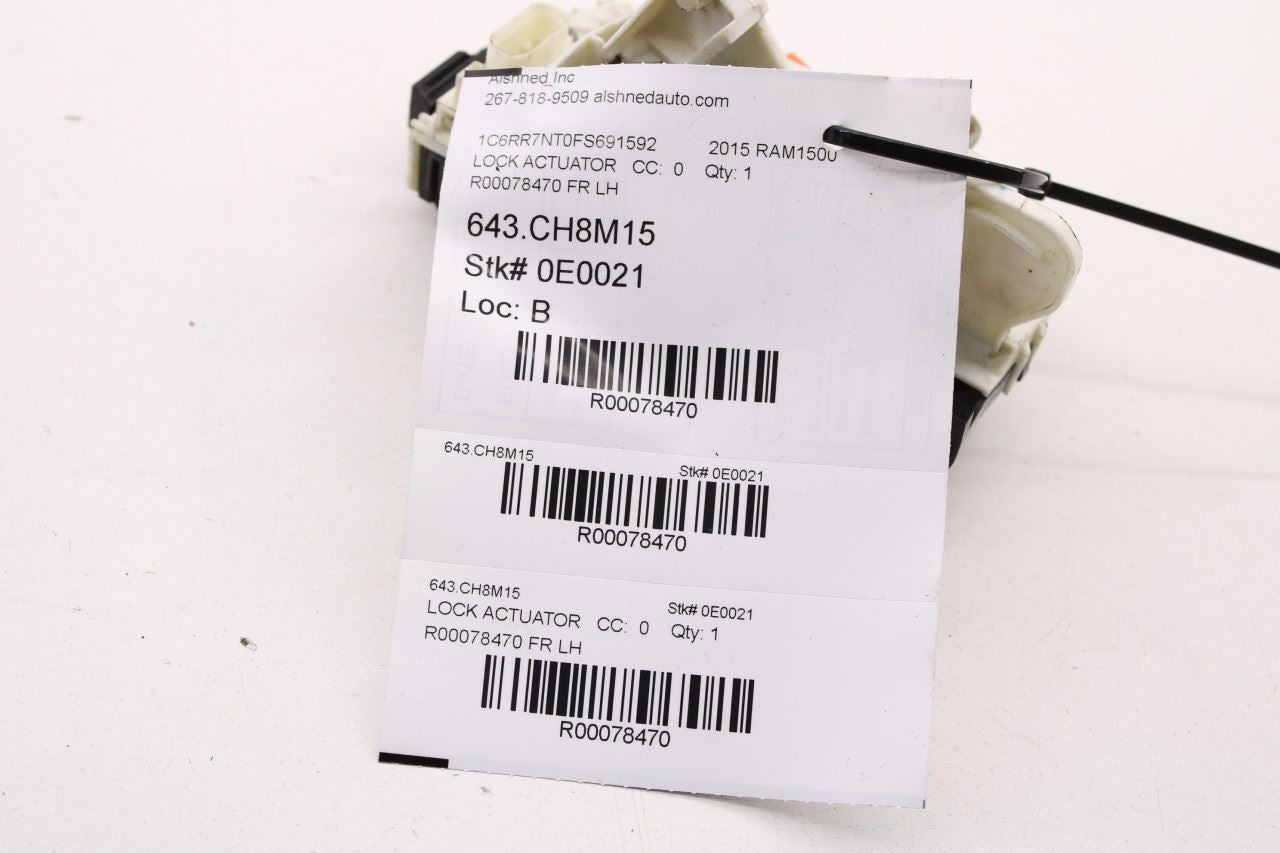 Alshned_Inc
267-818-9509 alshnedauto.com
1C6RR7NT0FS691592 2015 RAM1500
LOCK ACTUATOR CC: 0 Qty: 1
R00078470 FR LH
643.CH8M15
Stk# 0E0021
Loc: B
R00078470
643.CH8M15 Stk# 0E0021
R00078470
643.CH8M15 Stk# 0E0021
LOCK ACTUATOR CC: 0 Qty: 1
R00078470 FR LH
R00078470